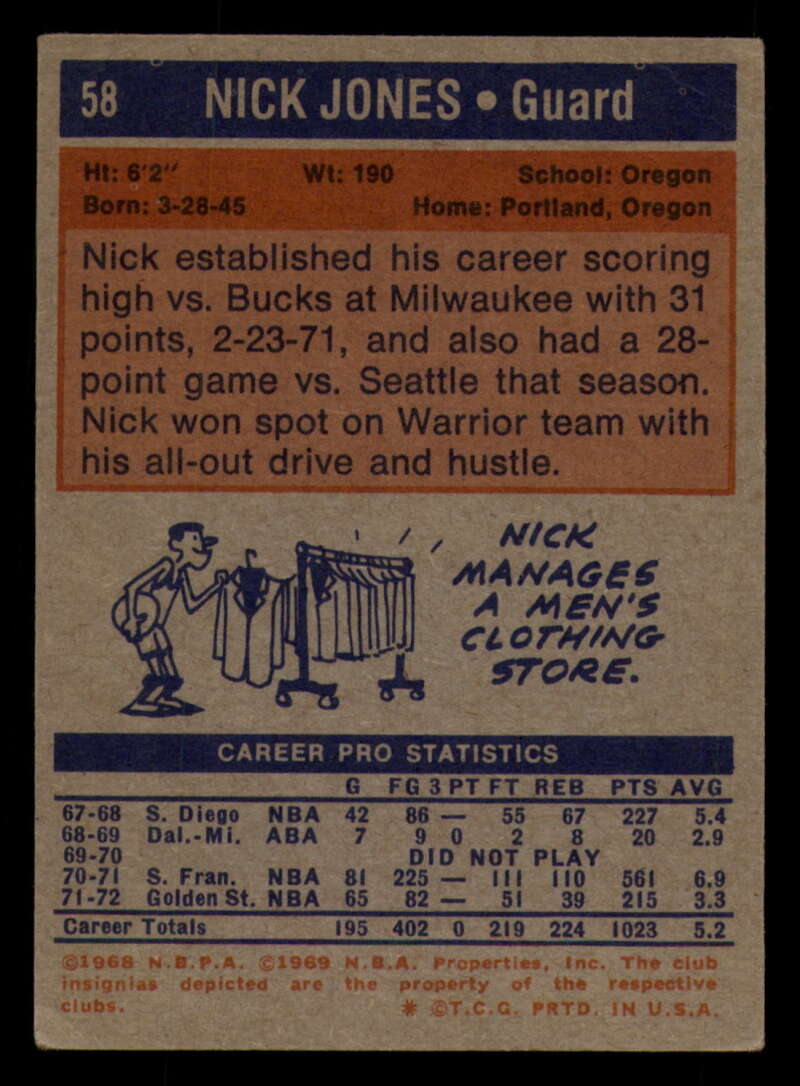 58 NICK JONES • Guard
Ht: 6'2" Wt: 190 School: Oregon
Born: 3-28-45 Home: Portland, Oregon
Nick established his career scoring
high vs. Bucks at Milwaukee with 31
points, 2-23-71, and also had a 28-
point game vs. Seattle that season.
Nick won spot on Warrior team with
his all-out drive and hustle.
NICK
MANAGES
A MEN'S
CLOTHING
STORE.
CAREER PRO STATISTICS
G FG 3 PT FT REB PTS AVG
67-68 S. Diego NBA 42 86 — 55 67 227 5.4
68-69 Dal.-Mi. ABA 7 9 0 2 8 20 2.9
69-70 DID NOT PLAY
70-71 S. Fran. NBA 81 225 — 111 110 561 6.9
71-72 Golden St. NBA 65 82 — 51 39 215 3.3
Career Totals 195 402 0 219 224 1023 5.2
©1968 N.B.P.A. ©1969 N.B.A. Properties, Inc. The club
insignias depicted are the property of the respective
clubs. * ©T.C.G. PRTD. IN U.S.A.